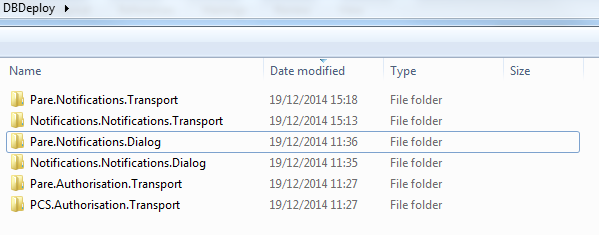 DBDeploy
Name Date modified Type Size
Pare.Notifications.Transport 19/12/2014 15:18 File folder
Notifications.Notifications.Transport 19/12/2014 15:13 File folder
Pare.Notifications.Dialog 19/12/2014 11:36 File folder
Notifications.Notifications.Dialog 19/12/2014 11:35 File folder
Pare.Authorisation.Transport 19/12/2014 11:27 File folder
PCS.Authorisation.Transport 19/12/2014 11:27 File folder